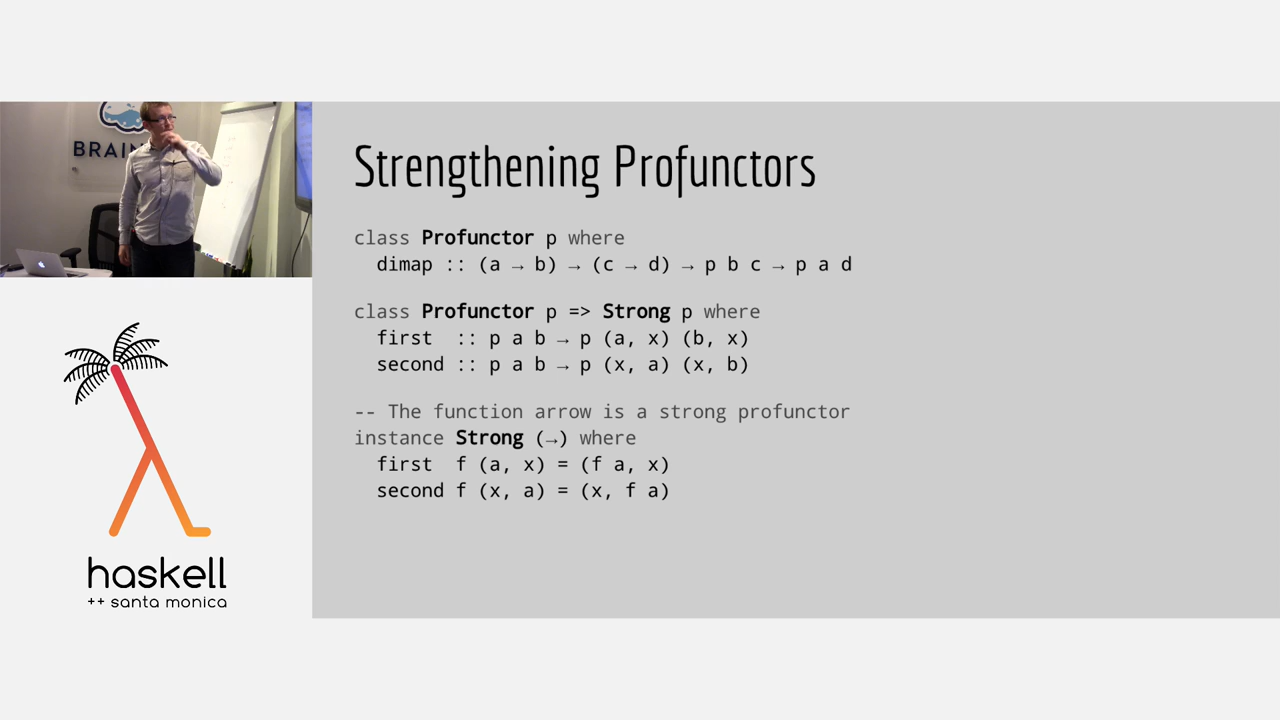 BRAIN
Strengthening Profunctors
class Profunctor p where
  dimap :: (a → b) → (c → d) → p b c → p a d
class Profunctor p => Strong p where
  first  :: p a b → p (a, x) (b, x)
  second :: p a b → p (x, a) (x, b)
-- The function arrow is a strong profunctor
instance Strong (→) where
  first  f (a, x) = (f a, x)
  second f (x, a) = (x, f a)
haskell
++ santa monica